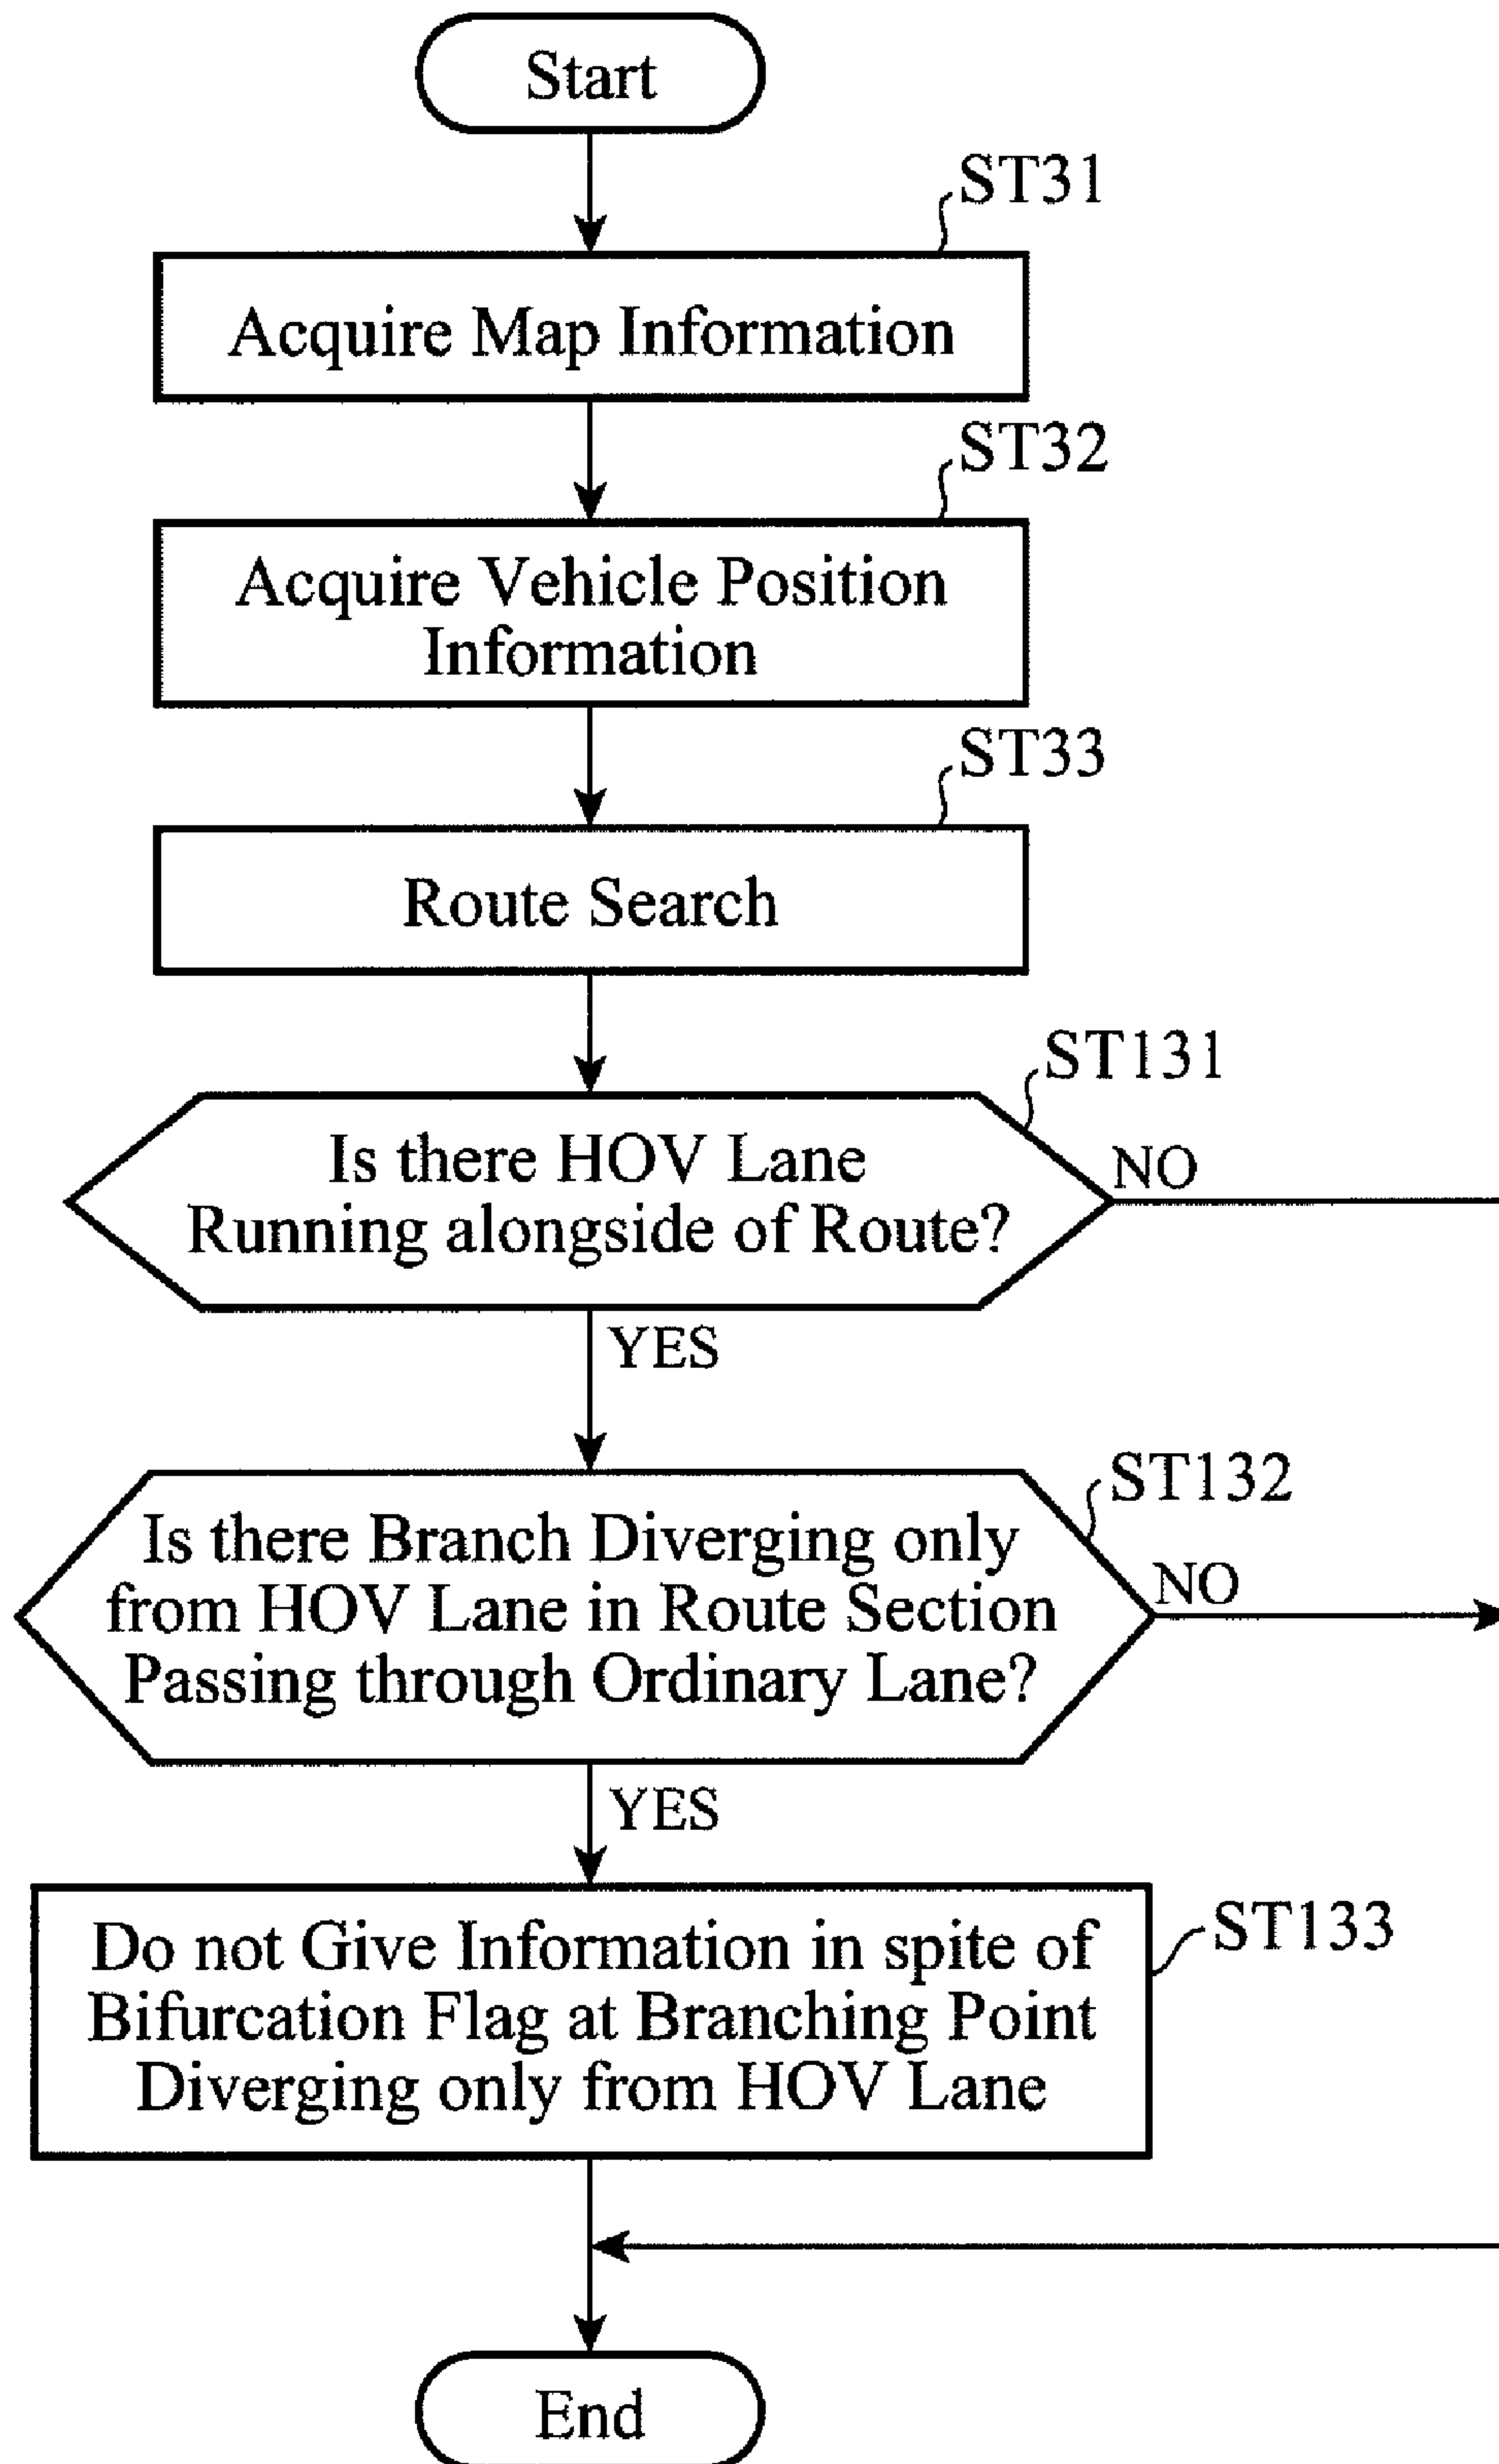 Start
ST31
Acquire Map Information
ST32
Acquire Vehicle Position
Information
ST33
Route Search
ST131
Is there HOV Lane
Running alongside of Route?
NO
YES
ST132
Is there Branch Diverging only
from HOV Lane in Route Section
Passing through Ordinary Lane?
NO
YES
ST133
Do not Give Information in spite of
Bifurcation Flag at Branching Point
Diverging only from HOV Lane
End